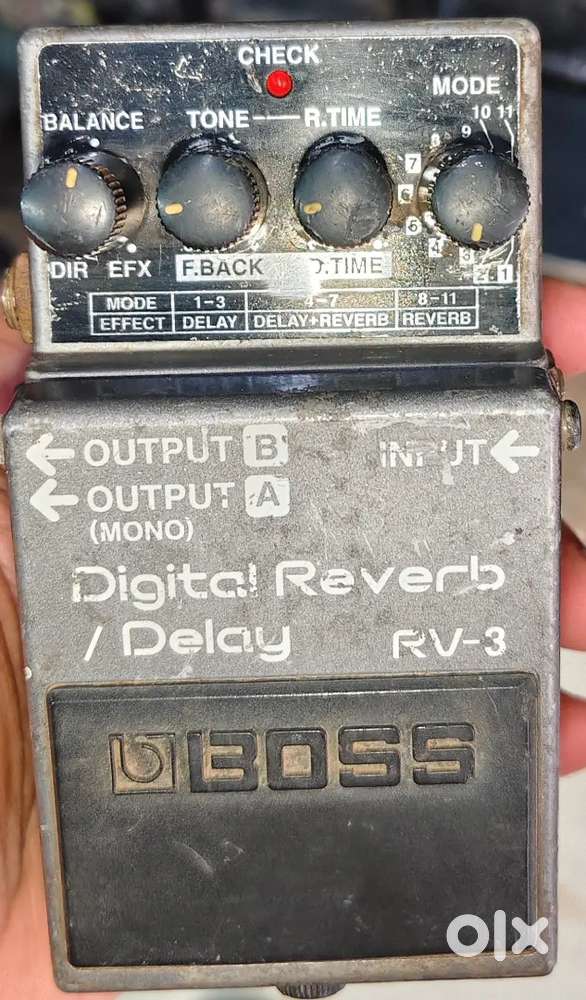 CHECK
BALANCE TONE R.TIME MODE
10 11
9
8
7
6
5
4
3
2 1
DIR EFX F.BACK D.TIME
MODE 1-3 4-7 8-11
EFFECT DELAY DELAY+REVERB REVERB
← OUTPUT B INPUT ←
← OUTPUT A
(MONO)
Digital Reverb
/ Delay RV-3
BOSS
olx